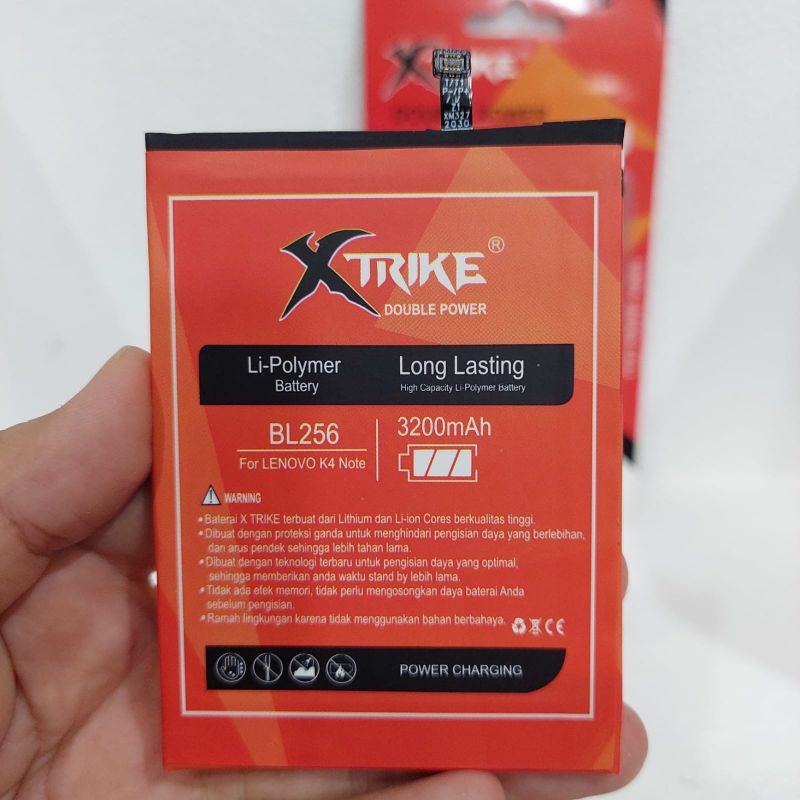 XTRIKE
1/T1
P-/P+
XM327
2030
XTRIKE®
DOUBLE POWER
Li-Polymer
Battery
Long Lasting
High Capacity Li-Polymer Battery
BL256
For LENOVO K4 Note
3200mAh
WARNING
Baterai X TRIKE terbuat dari Lithium dan Li-ion Cores berkualitas tinggi.
Dibuat dengan proteksi ganda untuk menghindari pengisian daya yang berlebihan,
dan arus pendek sehingga lebih tahan lama.
Dibuat dengan teknologi terbaru untuk pengisian daya yang optimal,
sehingga memberikan anda waktu stand by lebih lama.
Tidak ada efek memori, tidak perlu mengosongkan daya baterai Anda
sebelum pengisian.
Ramah lingkungan karena tidak menggunakan bahan berbahaya.
CE
POWER CHARGING